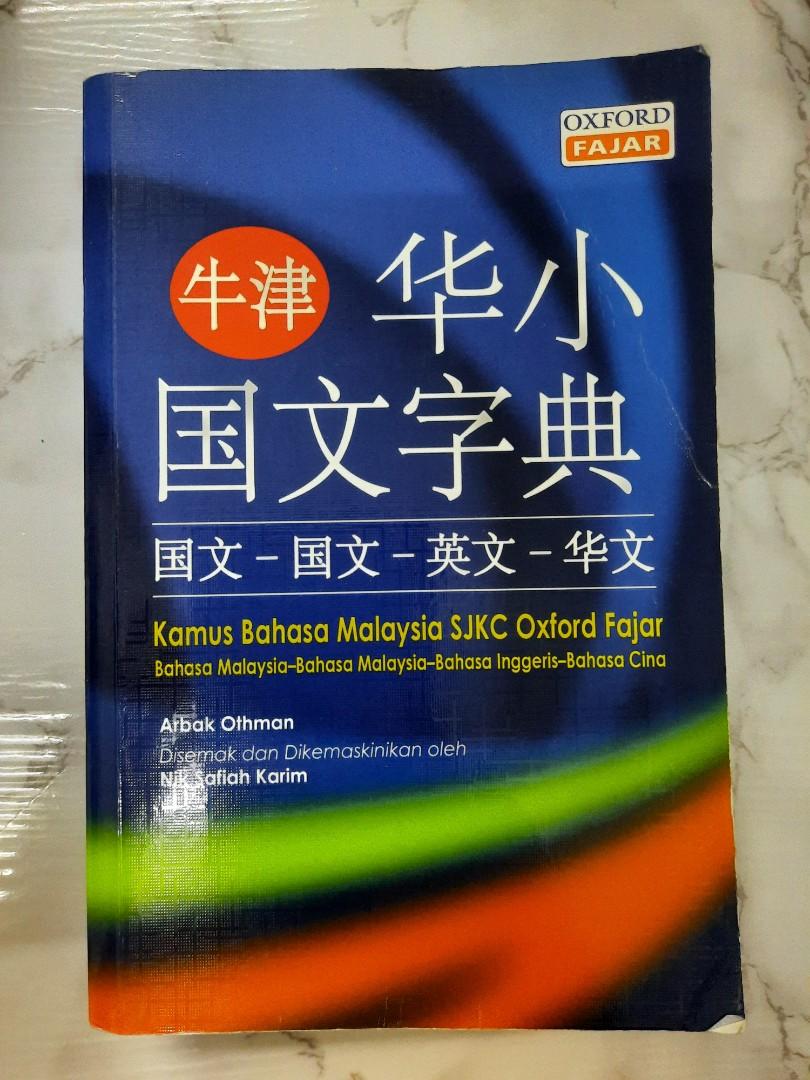 OXFORD
FAJAR
牛津 华小
国文字典
国文 – 国文 – 英文 – 华文
Kamus Bahasa Malaysia SJKC Oxford Fajar
Bahasa Malaysia–Bahasa Malaysia–Bahasa Inggeris–Bahasa Cina
Arbak Othman
Disemak dan Dikemaskinikan oleh
Nik Safiah Karim